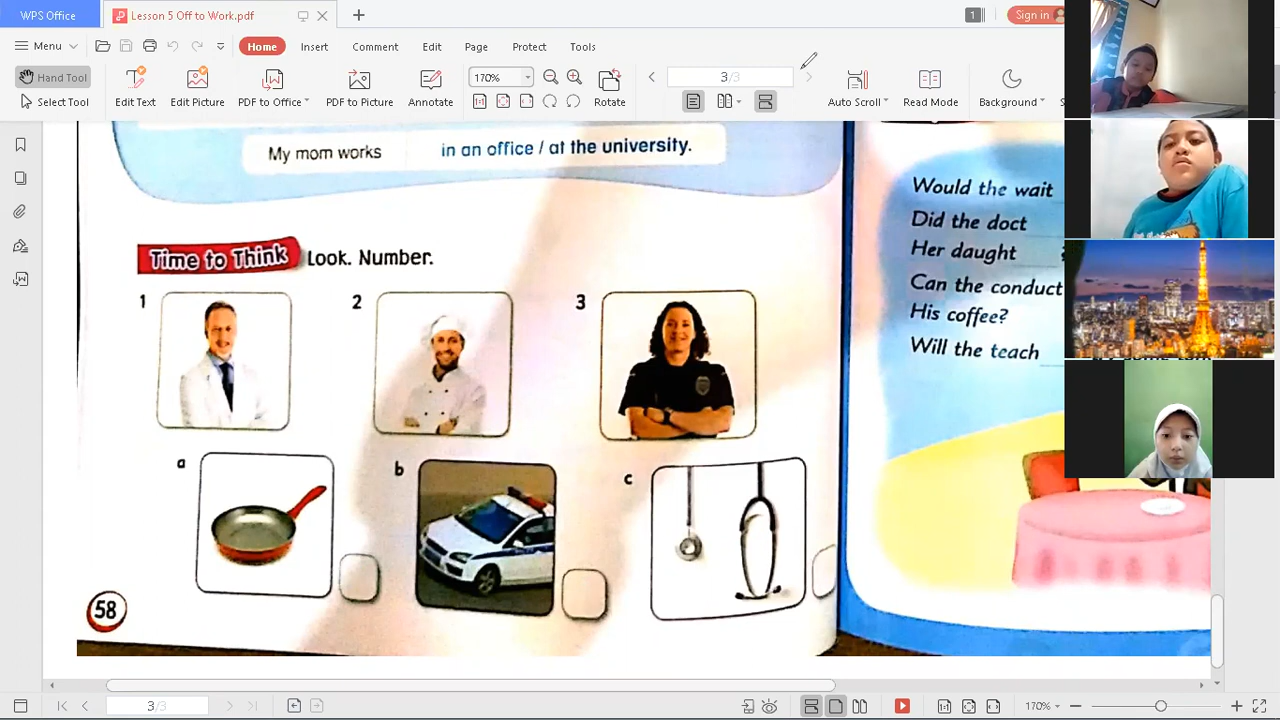 WPS Office
Lesson 5 Off to Work.pdf
1
Sign in
Menu
Home
Insert
Comment
Edit
Page
Protect
Tools
Hand Tool
Select Tool
Edit Text
Edit Picture
PDF to Office
PDF to Picture
Annotate
170%
Rotate
3/3
Auto Scroll
Read Mode
Background
My mom works in an office / at the university.
Time to Think Look. Number.
1
2
3
a
b
c
58
Would the wait
Did the doct
Her daught
Can the conduct
His coffee?
Will the teach
3/3
170%